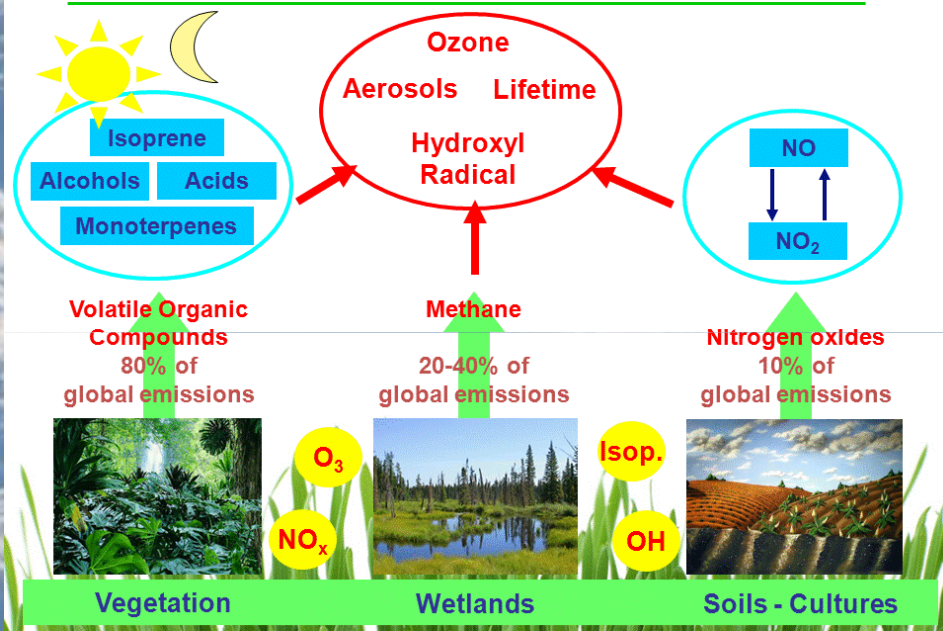 Ozone
Aerosols Lifetime
Hydroxyl
Radical
Isoprene
Alcohols Acids
Monoterpenes
NO
NO₂
Volatile Organic
Compounds
80% of
global emissions
Methane
20-40% of
global emissions
Nitrogen oxides
10% of
global emissions
O₃
NOₓ
Isop.
OH
Vegetation
Wetlands
Soils - Cultures